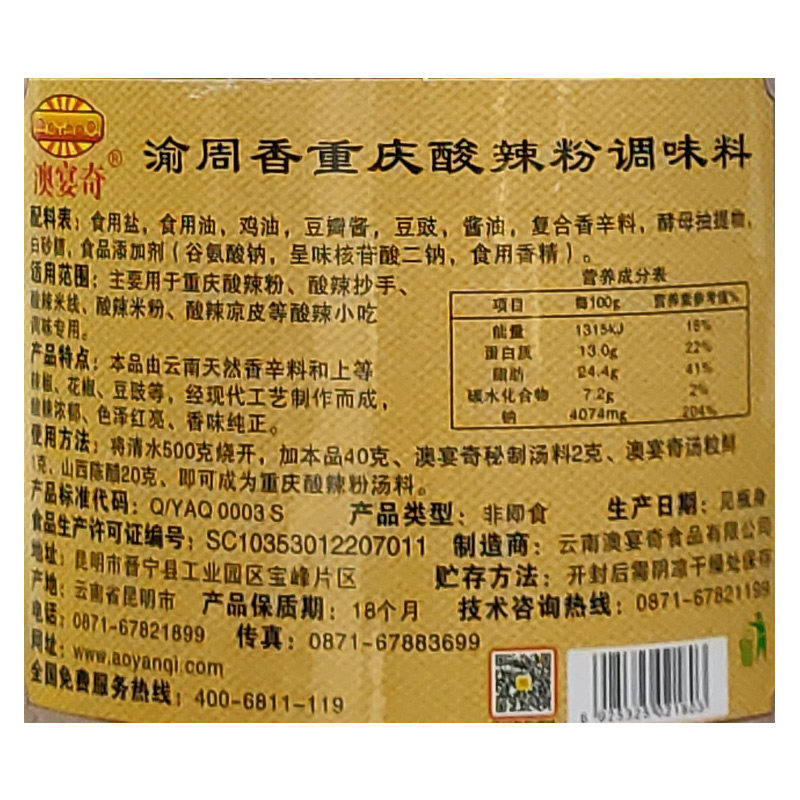 AOYANQI
澳宴奇®
渝周香重庆酸辣粉调味料
配料表：食用盐，食用油，鸡油，豆瓣酱，豆豉，酱油，复合香辛料，酵母抽提物，
白砂糖，食品添加剂（谷氨酸钠，呈味核苷酸二钠，食用香精）。
适用范围：主要用于重庆酸辣粉、酸辣抄手、
酸辣米线、酸辣米粉、酸辣凉皮等酸辣小吃
调味专用。
产品特点：本品由云南天然香辛料和上等
辣椒、花椒、豆豉等，经现代工艺制作而成，
酸辣浓郁、色泽红亮、香味纯正。
营养成分表
项目 每100g 营养素参考值%
能量 1315kJ 16%
蛋白质 13.0g 22%
脂肪 24.4g 41%
碳水化合物 7.2g 2%
钠 4074mg 204%
使用方法：将清水500克烧开，加本品40克、澳宴奇秘制汤料2克、澳宴奇汤粒鲜
1克、山西陈醋20克、即可成为重庆酸辣粉汤料。
产品标准代码：Q/YAQ 0003 S 产品类型：非即食 生产日期：见瓶身
食品生产许可证编号：SC10353012207011 制造商：云南澳宴奇食品有限公司
地址：昆明市晋宁县工业园区宝峰片区 贮存方法：开封后需阴凉干燥处保存
产地：云南省昆明市 产品保质期：18个月 技术咨询热线：0871-67821199
电话：0871-67821899 传真：0871-67883699
网址：www.aoyanqi.com
全国免费服务热线：400-6811-119